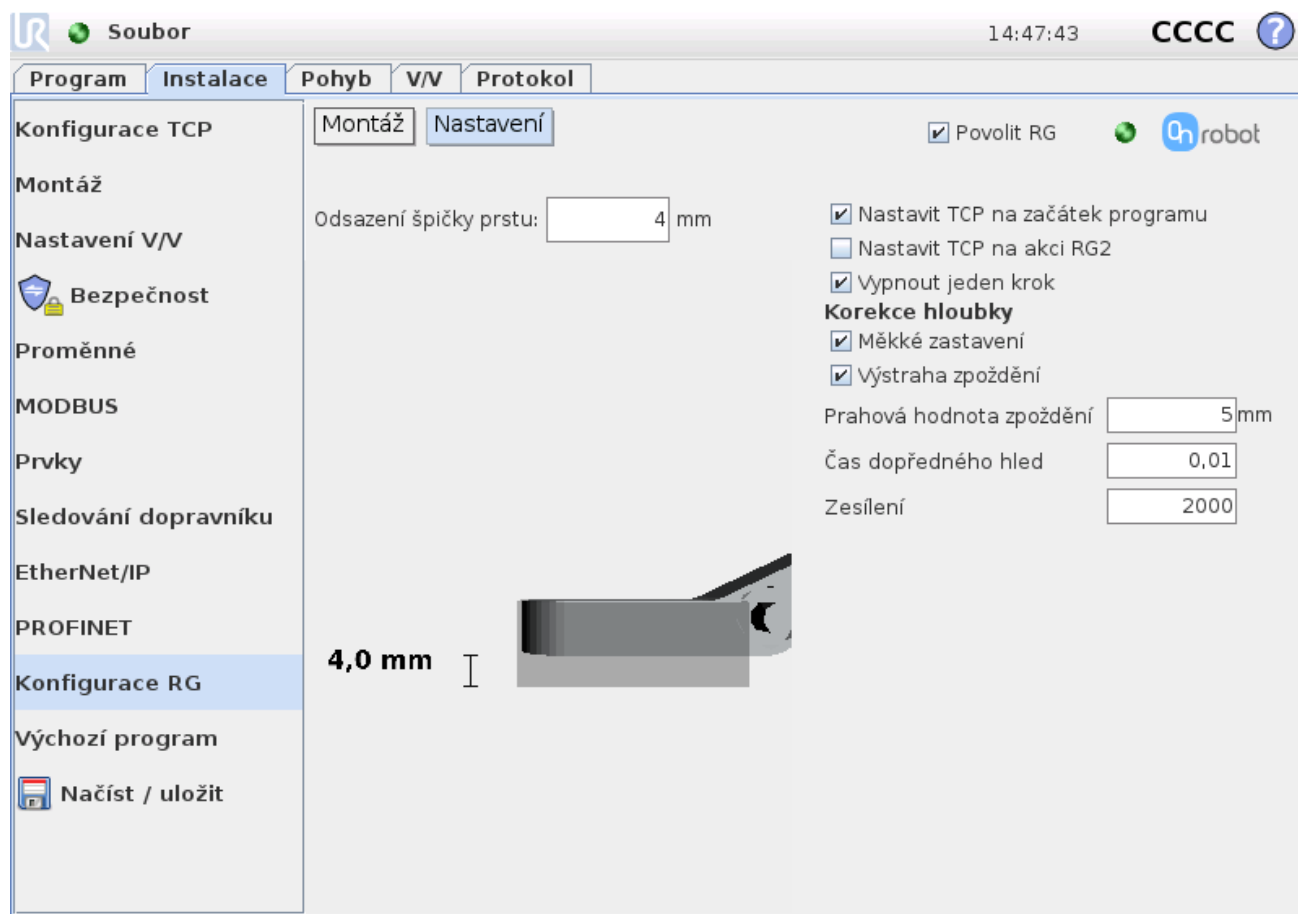 UR Soubor 14:47:43 CCCC ?
Program Instalace Pohyb V/V Protokol
Konfigurace TCP
Montáž
Nastavení V/V
Bezpečnost
Proměnné
MODBUS
Prvky
Sledování dopravníku
EtherNet/IP
PROFINET
Konfigurace RG
Výchozí program
Načíst / uložit
Montáž Nastavení
Povolit RG On robot
Odsazení špičky prstu: 4 mm
4,0 mm
Nastavit TCP na začátek programu
Nastavit TCP na akci RG2
Vypnout jeden krok
Korekce hloubky
Měkké zastavení
Výstraha zpoždění
Prahová hodnota zpoždění 5 mm
Čas dopředného hled 0,01
Zesílení 2000